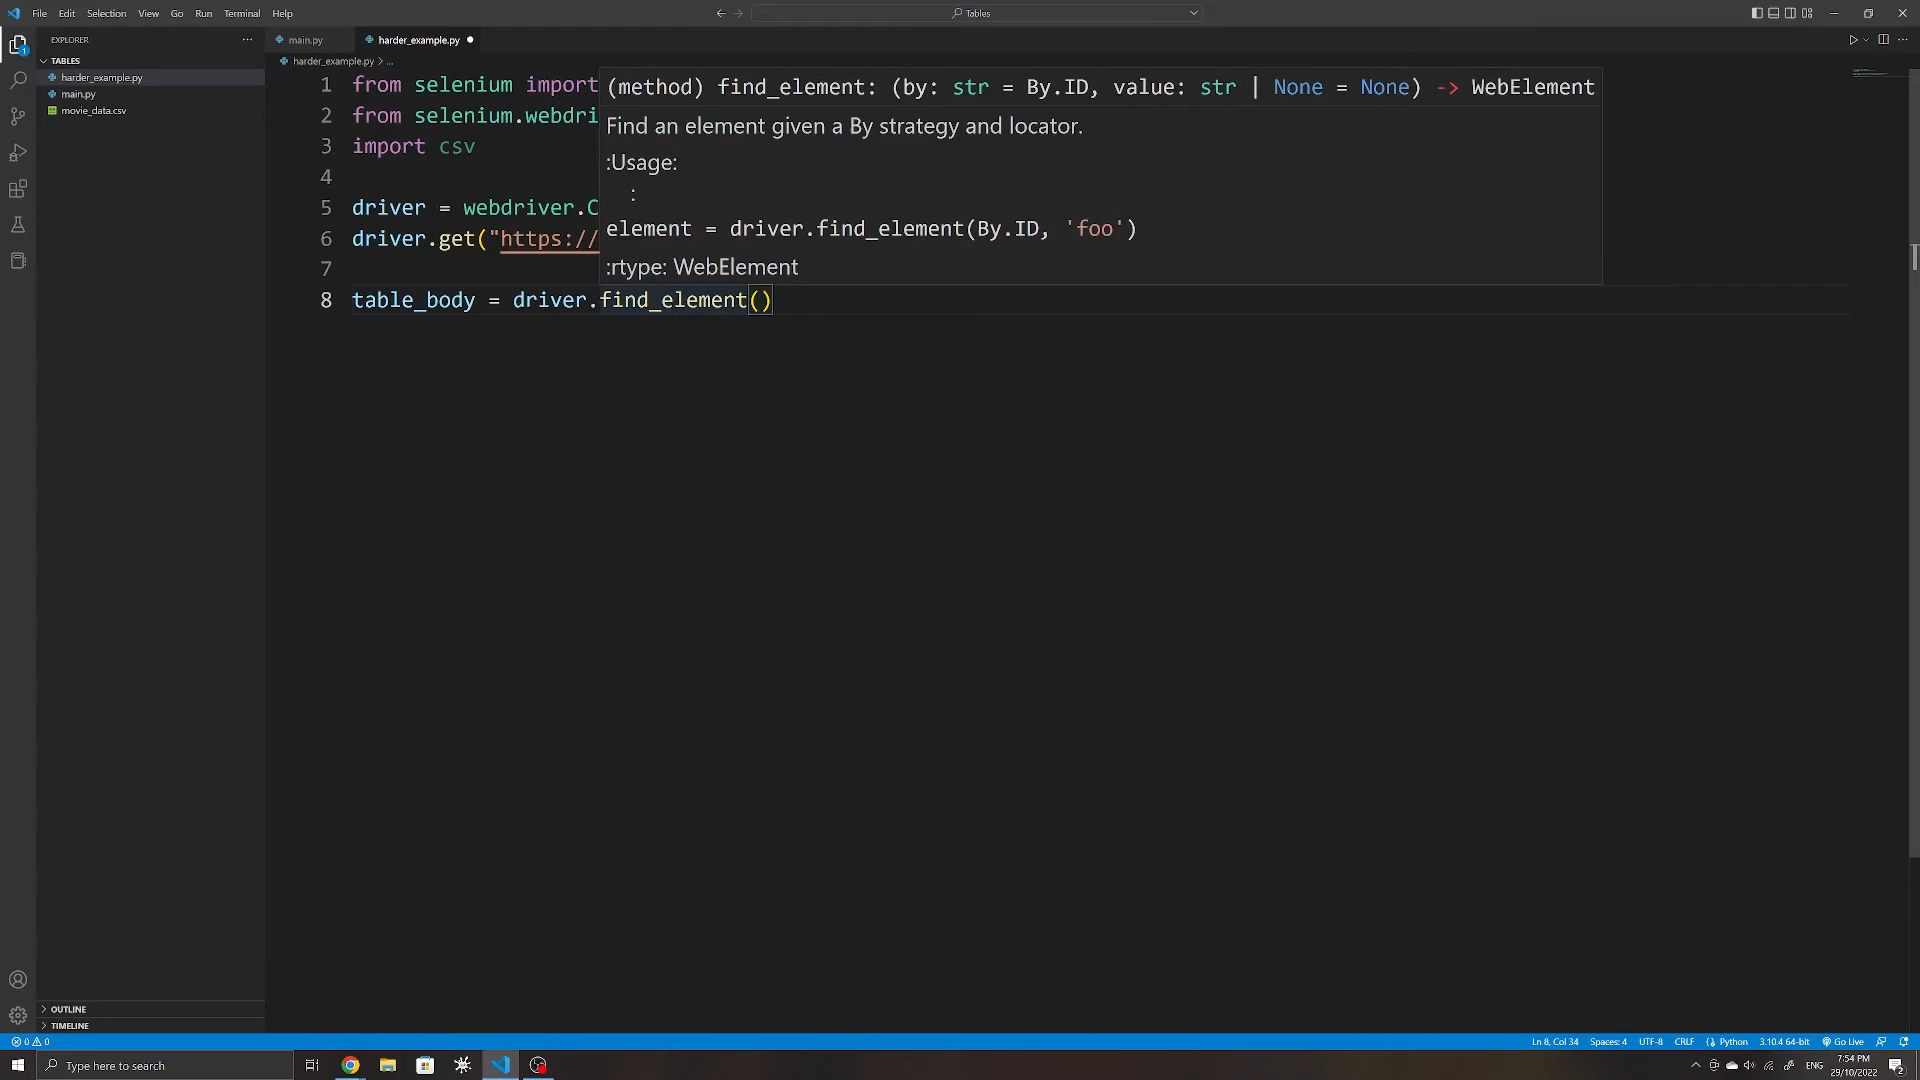 File Edit Selection View Go Run Terminal Help
Tables
EXPLORER
main.py
harder_example.py
TABLES
harder_example.py > ...
harder_example.py
main.py
movie_data.csv
1 from selenium import
2 from selenium.webdri
3 import csv
4
5 driver = webdriver.C
6 driver.get("https://
7
8 table_body = driver.find_element()
(method) find_element: (by: str = By.ID, value: str | None = None) -> WebElement
Find an element given a By strategy and locator.
:Usage:
:
element = driver.find_element(By.ID, 'foo')
:rtype: WebElement
OUTLINE
TIMELINE
0 0
Ln 8, Col 34 Spaces: 4 UTF-8 CRLF Python 3.10.4 64-bit Go Live
Type here to search
ENG
7:54 PM
29/10/2022
1
2